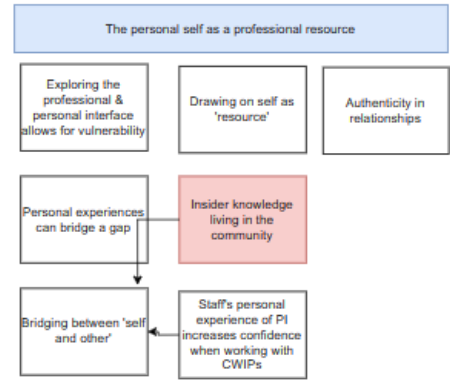 The personal self as a professional resource
Exploring the
professional &
personal interface
allows for vulnerability
Drawing on self as
'resource'
Authenticity in
relationships
Personal experiences
can bridge a gap
Insider knowledge
living in the
community
Bridging between 'self
and other'
Staff's personal
experience of PI
increases confidence
when working with
CWIPs